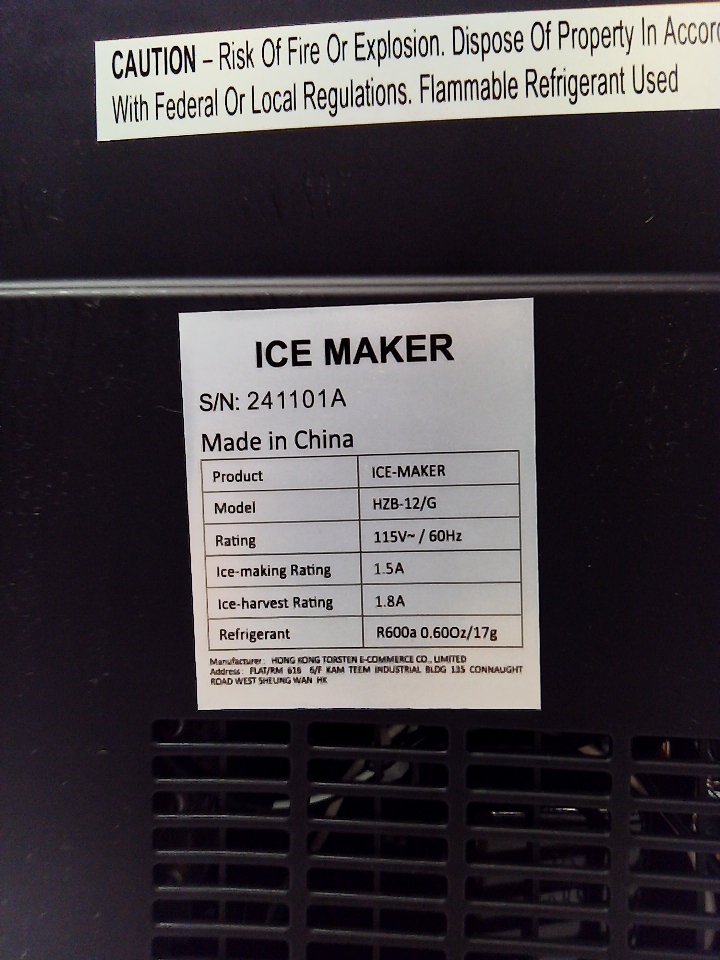 CAUTION – Risk Of Fire Or Explosion. Dispose Of Property In Accor
With Federal Or Local Regulations. Flammable Refrigerant Used
ICE MAKER
S/N: 241101A
Made in China
Product ICE-MAKER
Model HZB-12/G
Rating 115V~ / 60Hz
Ice-making Rating 1.5A
Ice-harvest Rating 1.8A
Refrigerant R600a 0.60Oz/17g
Manufacturer: HONG KONG TORSTEN E-COMMERCE CO., LIMITED
Address: FLAT/RM 616 6/F KAM TEEM INDUSTRIAL BLDG 135 CONNAUGHT
ROAD WEST SHEUNG WAN HK